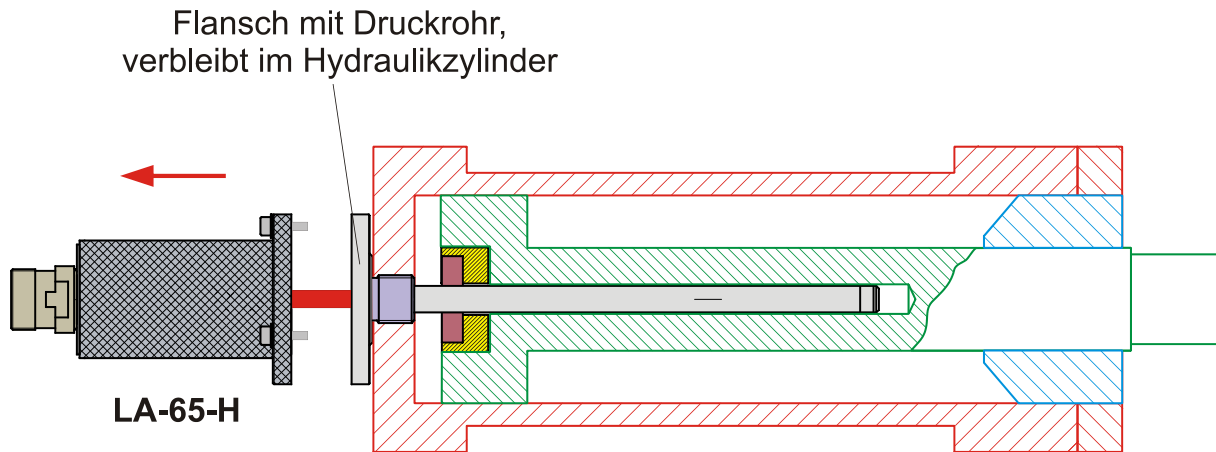 Flansch mit Druckrohr,
verbleibt im Hydraulikzylinder
LA-65-H